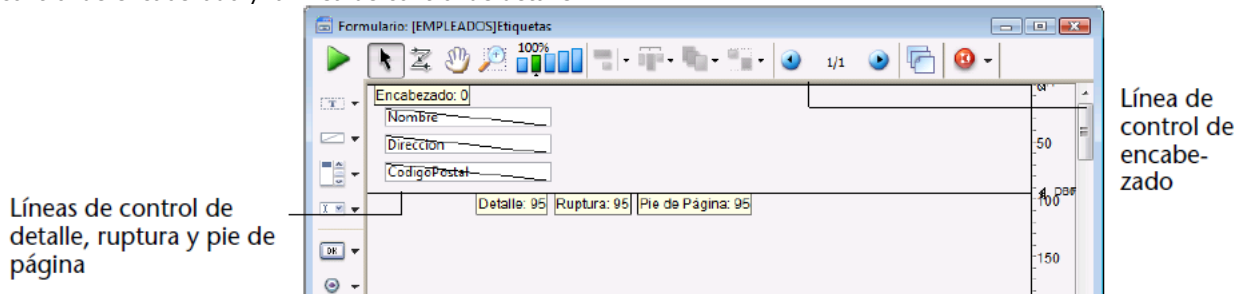 Formulario: [EMPLEADOS]Etiquetas
100%
1/1
Encabezado: 0
Nombre
Direccion
CodigoPostal
Detalle: 95 Ruptura: 95 Pie de Página: 95
50
100
150
OK
Línea de
control de
encabe-
zado
Líneas de control de
detalle, ruptura y pie de
página